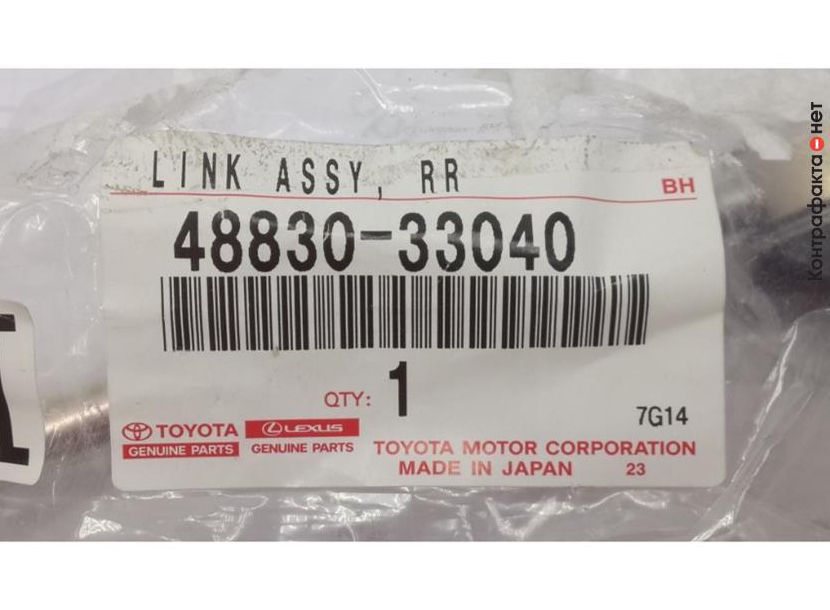 LINK ASSY, RR
BH
48830-33040
QTY: 1
7G14
TOYOTA
GENUINE PARTS
LEXUS
GENUINE PARTS
TOYOTA MOTOR CORPORATION
MADE IN JAPAN 23
Контрафакта-нет